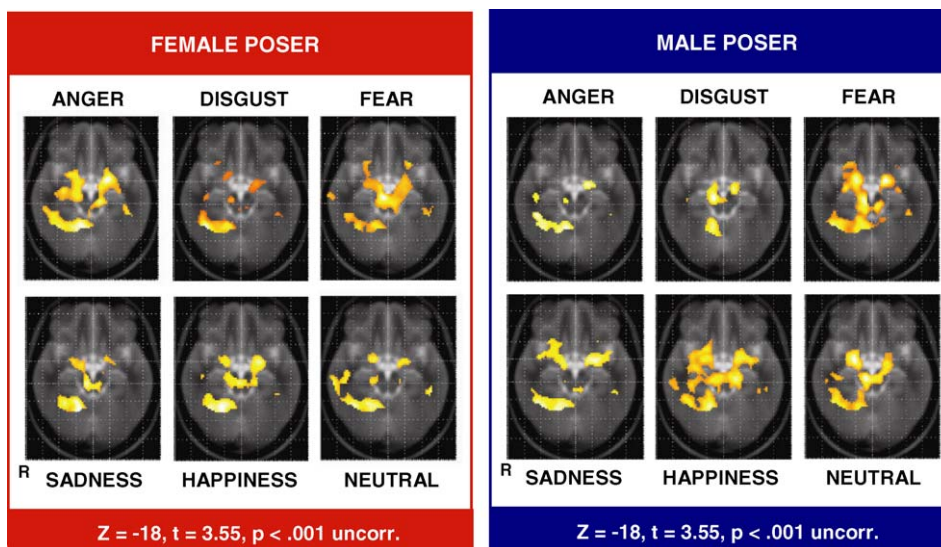 FEMALE POSER
ANGER DISGUST FEAR
R SADNESS HAPPINESS NEUTRAL
Z = -18, t = 3.55, p < .001 uncorr.
MALE POSER
ANGER DISGUST FEAR
R SADNESS HAPPINESS NEUTRAL
Z = -18, t = 3.55, p < .001 uncorr.